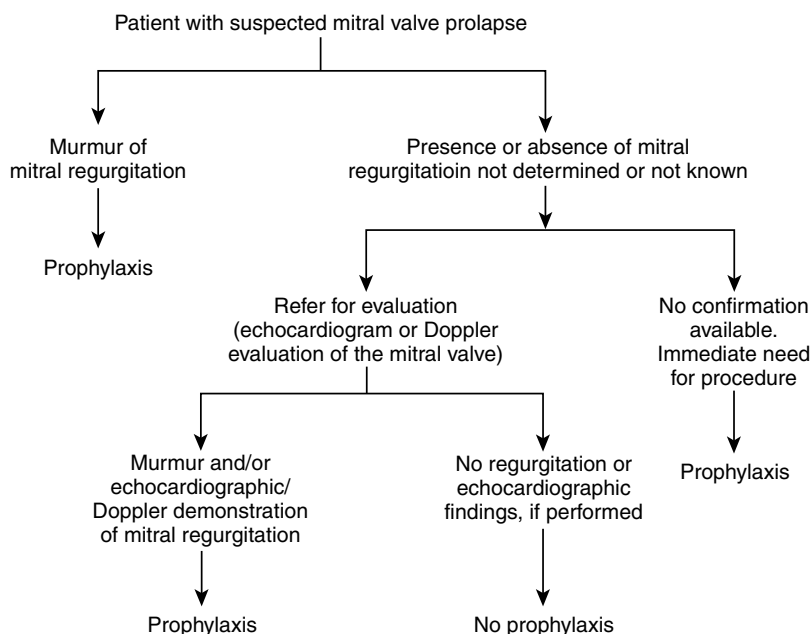 Patient with suspected mitral valve prolapse
Murmur of
mitral regurgitation
Presence or absence of mitral
regurgitatioin not determined or not known
Prophylaxis
Refer for evaluation
(echocardiogram or Doppler
evaluation of the mitral valve)
No confirmation
available.
Immediate need
for procedure
Murmur and/or
echocardiographic/
Doppler demonstration
of mitral regurgitation
No regurgitation or
echocardiographic
findings, if performed
Prophylaxis
Prophylaxis
No prophylaxis